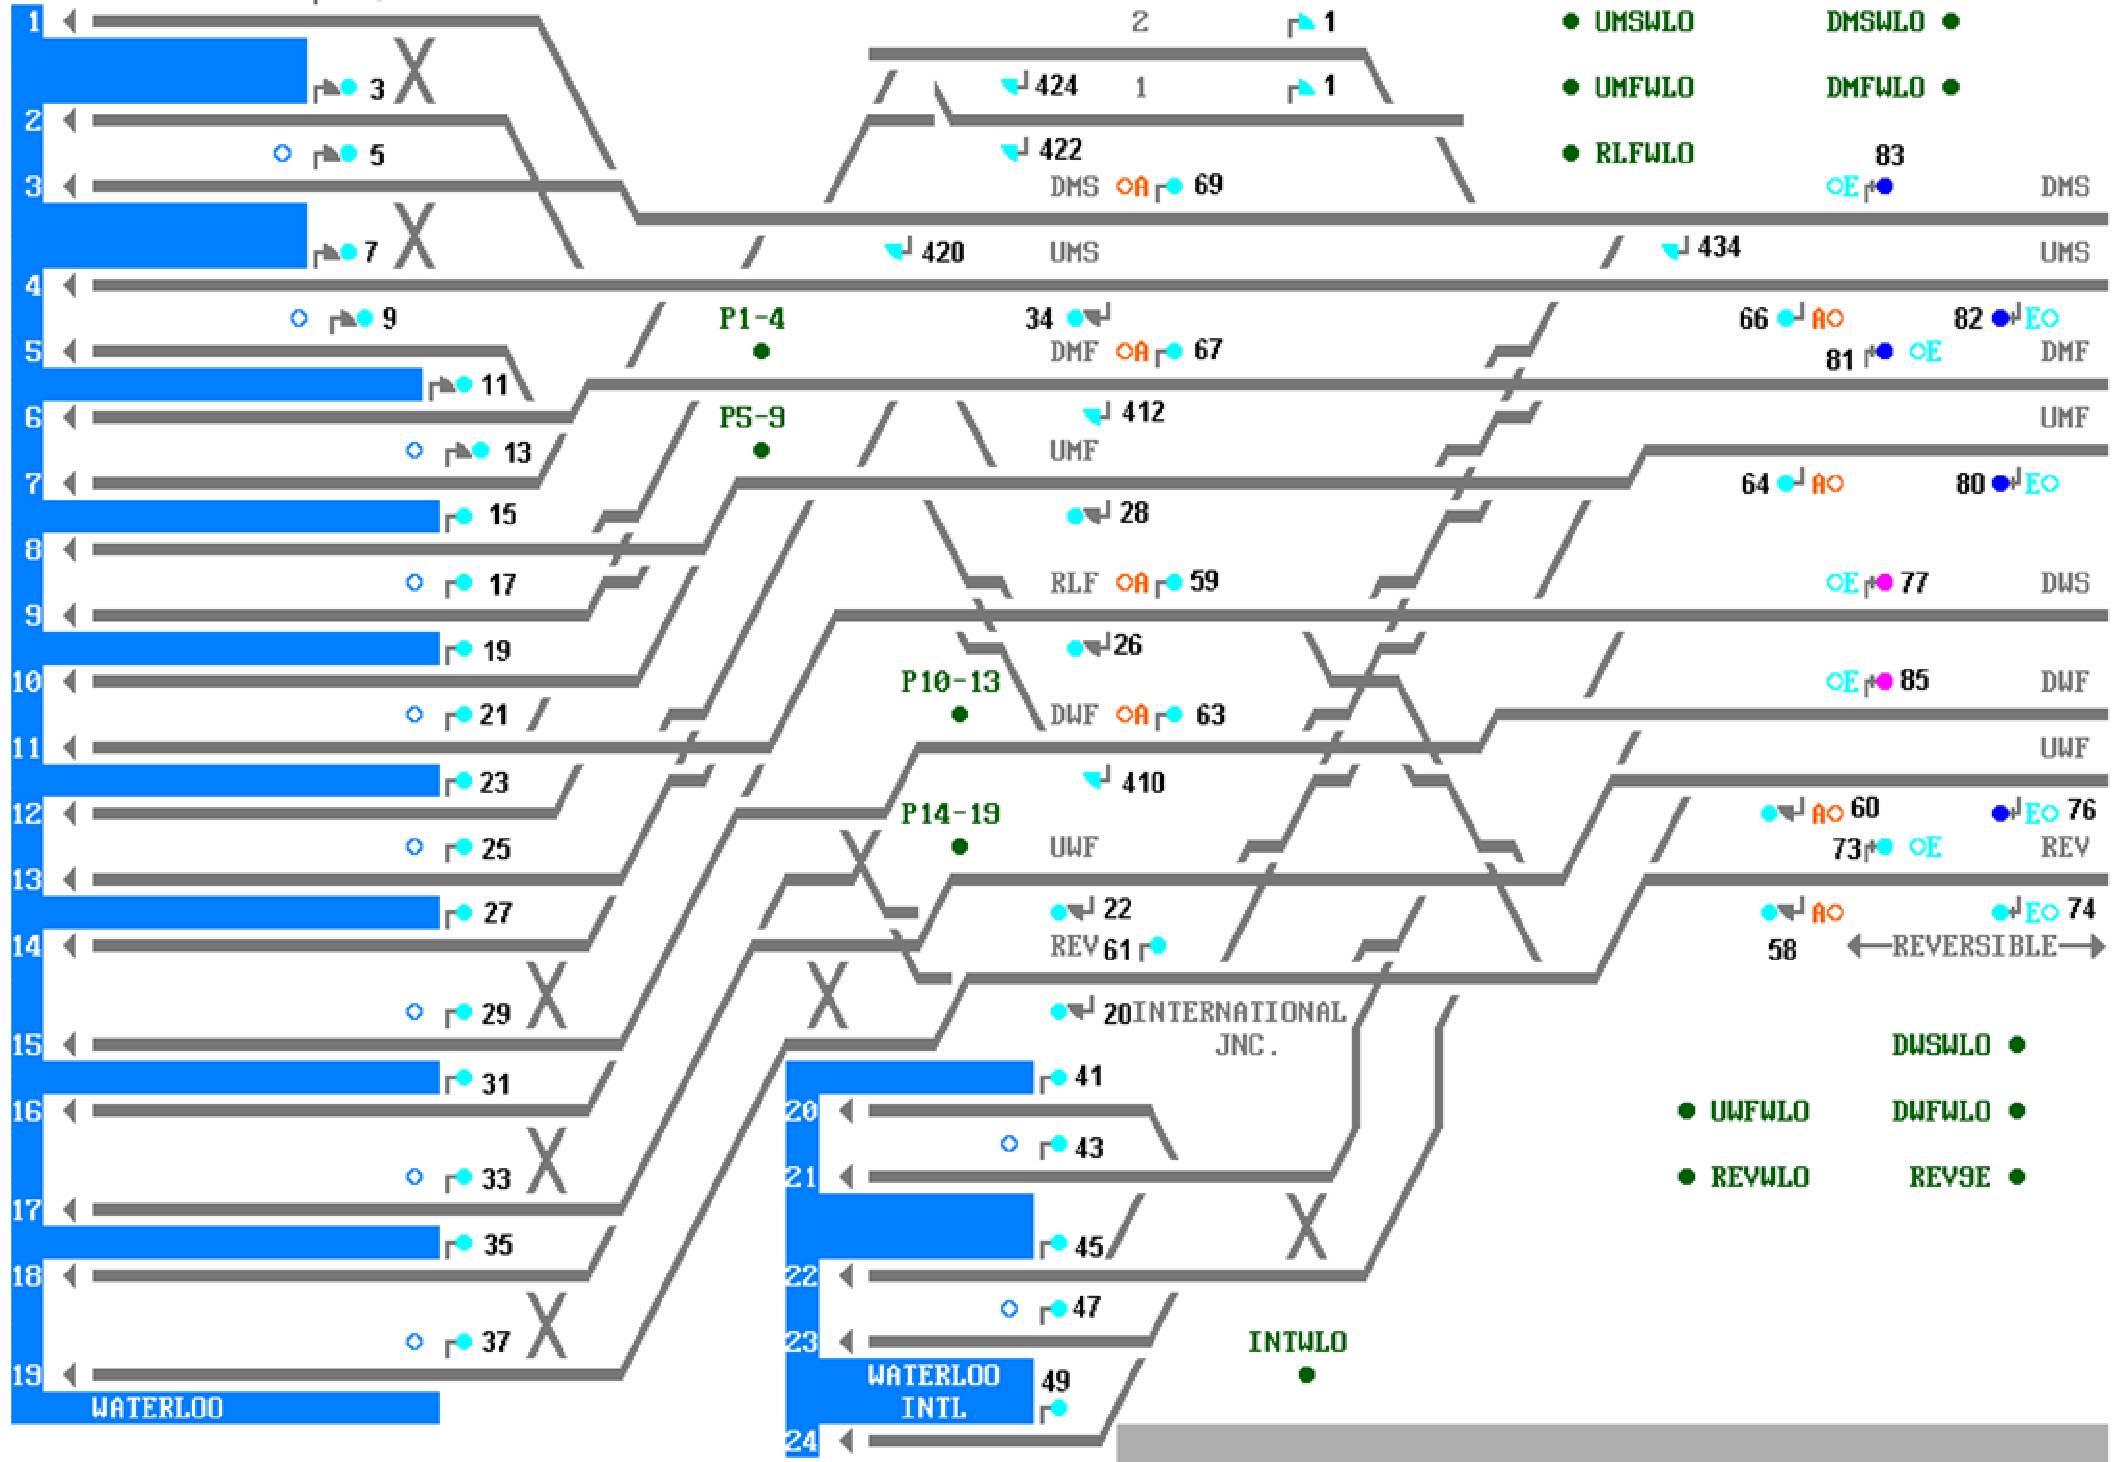 1 2 1 UMSWLO DMSWLO
3 424 1 1 UMFWLO DMFWLO
2
5 422 RLFWLO 83
3 DMS A 69 E DMS
7 420 UMS 434 UMS
4
9 P1-4 34 66 A 82 E
5 DMF A 67 81 E DMF
11
6 P5-9 412 UMF
13 UMF
7 64 A 80 E
15 28
8
17 RLF A 59 E 77 DWS
9
19 26
10 P10-13 E 85 DWF
21 DWF A 63
11 UWF
23 410
12 P14-19 A 60 E 76
25 UWF 73 E REV
13
27 22 A E 74
14 REV 61 58 REVERSIBLE
29 20 INTERNATIONAL
15 JNC. DWSWLO
31 41
16 20 UWFWLO DWFWLO
33 43
17 21 REVWLO REV9E
35 45
18 22
37 47 INTWLO
23
19 WATERLOO 49
WATERLOO INTL
24